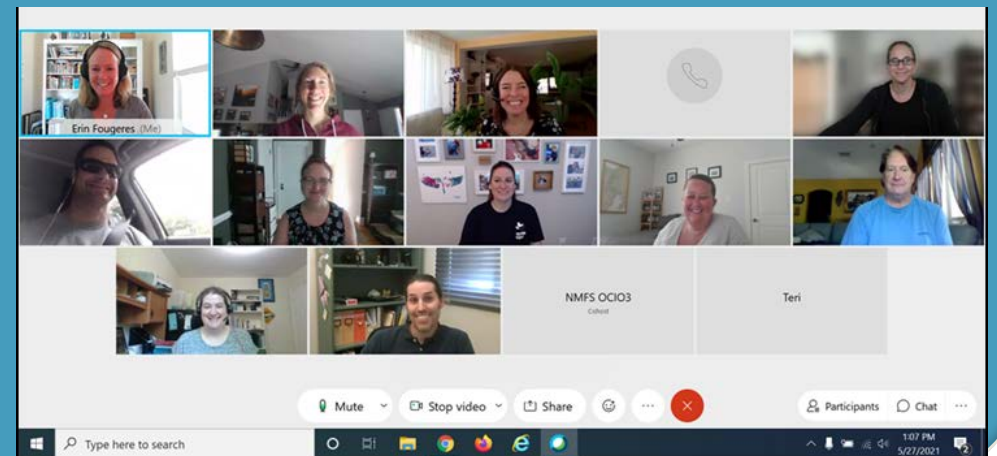 Erin Fougeres (Me)
NMFS OCIO3
Cohost
Teri
Mute
Stop video
Share
Participants
Chat
Type here to search
1:07 PM
5/27/2021
2